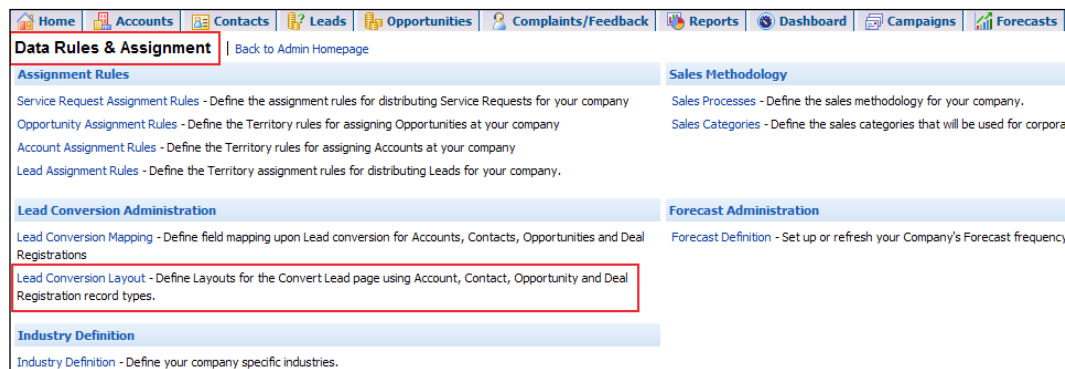 Home Accounts Contacts Leads Opportunities Complaints/Feedback Reports Dashboard Campaigns Forecasts
Data Rules & Assignment | Back to Admin Homepage
Assignment Rules
Service Request Assignment Rules - Define the assignment rules for distributing Service Requests for your company
Opportunity Assignment Rules - Define the Territory rules for assigning Opportunities at your company
Account Assignment Rules - Define the Territory rules for assigning Accounts at your company
Lead Assignment Rules - Define the Territory assignment rules for distributing Leads for your company.
Sales Methodology
Sales Processes - Define the sales methodology for your company.
Sales Categories - Define the sales categories that will be used for corpora
Lead Conversion Administration
Lead Conversion Mapping - Define field mapping upon Lead conversion for Accounts, Contacts, Opportunities and Deal
Registrations
Lead Conversion Layout - Define Layouts for the Convert Lead page using Account, Contact, Opportunity and Deal
Registration record types.
Forecast Administration
Forecast Definition - Set up or refresh your Company's Forecast frequency
Industry Definition
Industry Definition - Define your company specific industries.